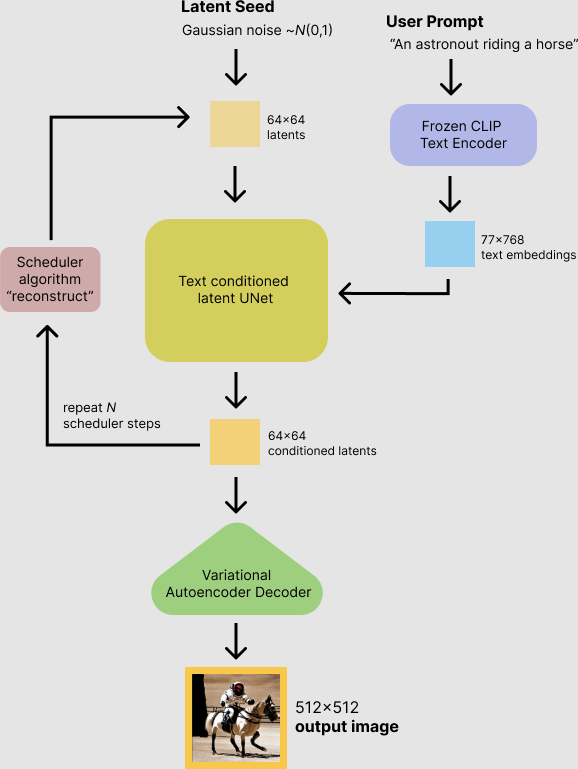 Latent Seed
Gaussian noise ~N(0,1)
User Prompt
“An astronout riding a horse”
64×64
latents
Frozen CLIP
Text Encoder
77×768
text embeddings
Scheduler
algorithm
“reconstruct”
Text conditioned
latent UNet
repeat N
scheduler steps
64×64
conditioned latents
Variational
Autoencoder Decoder
512×512
output image